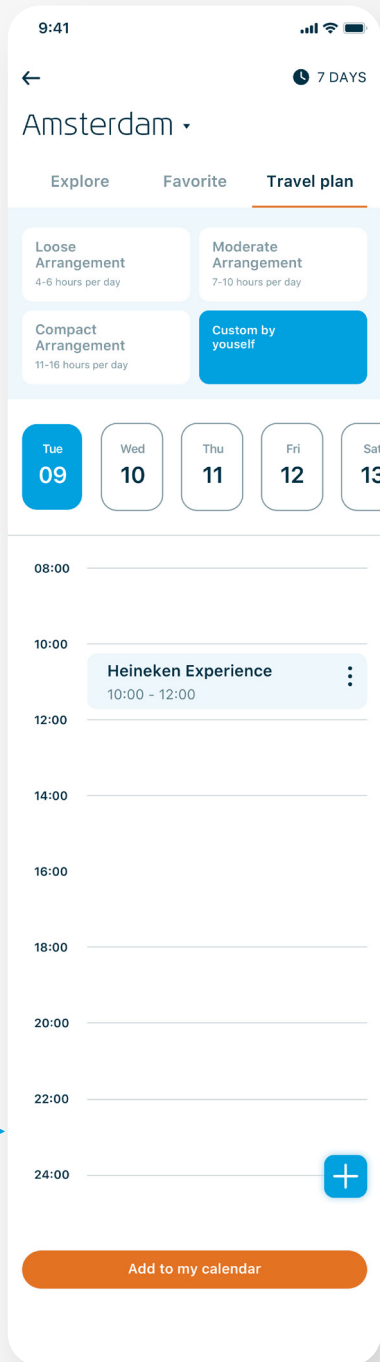 9:41
7 DAYS
Amsterdam
Explore Favorite Travel plan
Loose
Arrangement
4-6 hours per day
Moderate
Arrangement
7-10 hours per day
Compact
Arrangement
11-16 hours per day
Custom by
youself
Tue
09
Wed
10
Thu
11
Fri
12
Sat
13
08:00
10:00
Heineken Experience
10:00 - 12:00
12:00
14:00
16:00
18:00
20:00
22:00
24:00
Add to my calendar